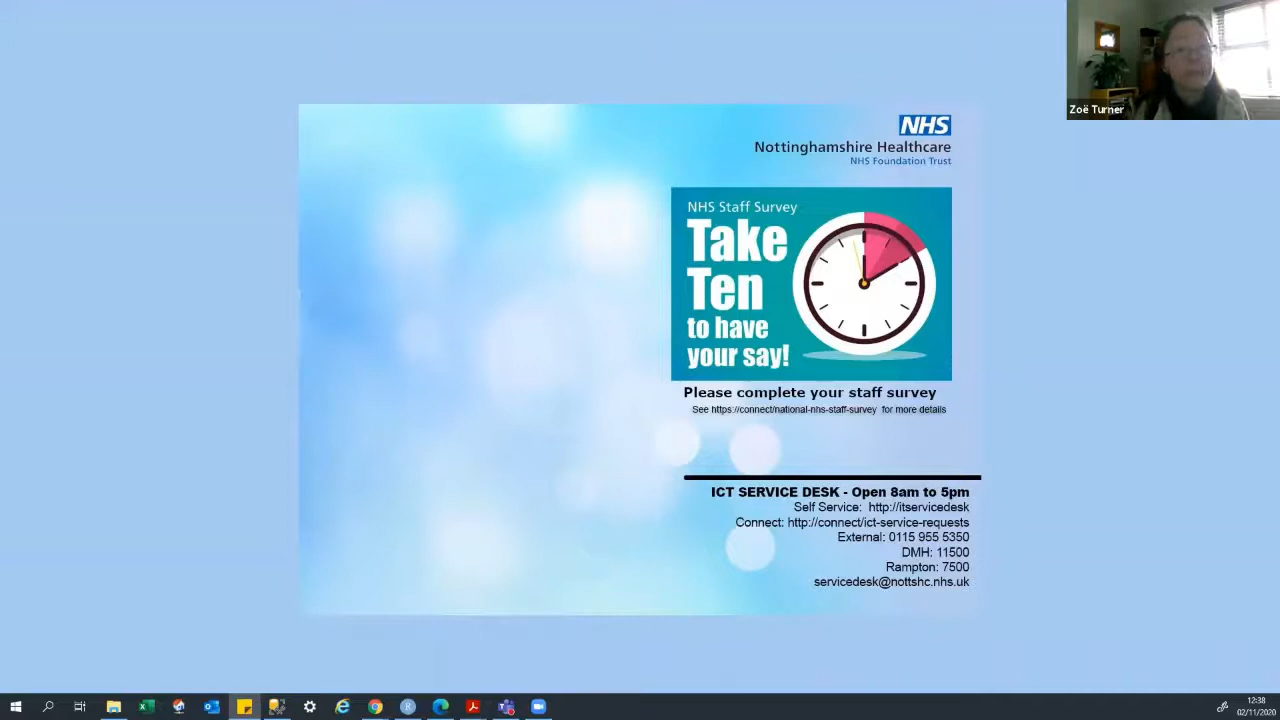 Zoë Turner
NHS
Nottinghamshire Healthcare
NHS Foundation Trust
NHS Staff Survey
Take
Ten
to have
your say!
Please complete your staff survey
See https://connect/national-nhs-staff-survey for more details
ICT SERVICE DESK - Open 8am to 5pm
Self Service: http://itservicedesk
Connect: http://connect/ict-service-requests
External: 0115 955 5350
DMH: 11500
Rampton: 7500
servicedesk@nottshc.nhs.uk
12:38
02/11/2020